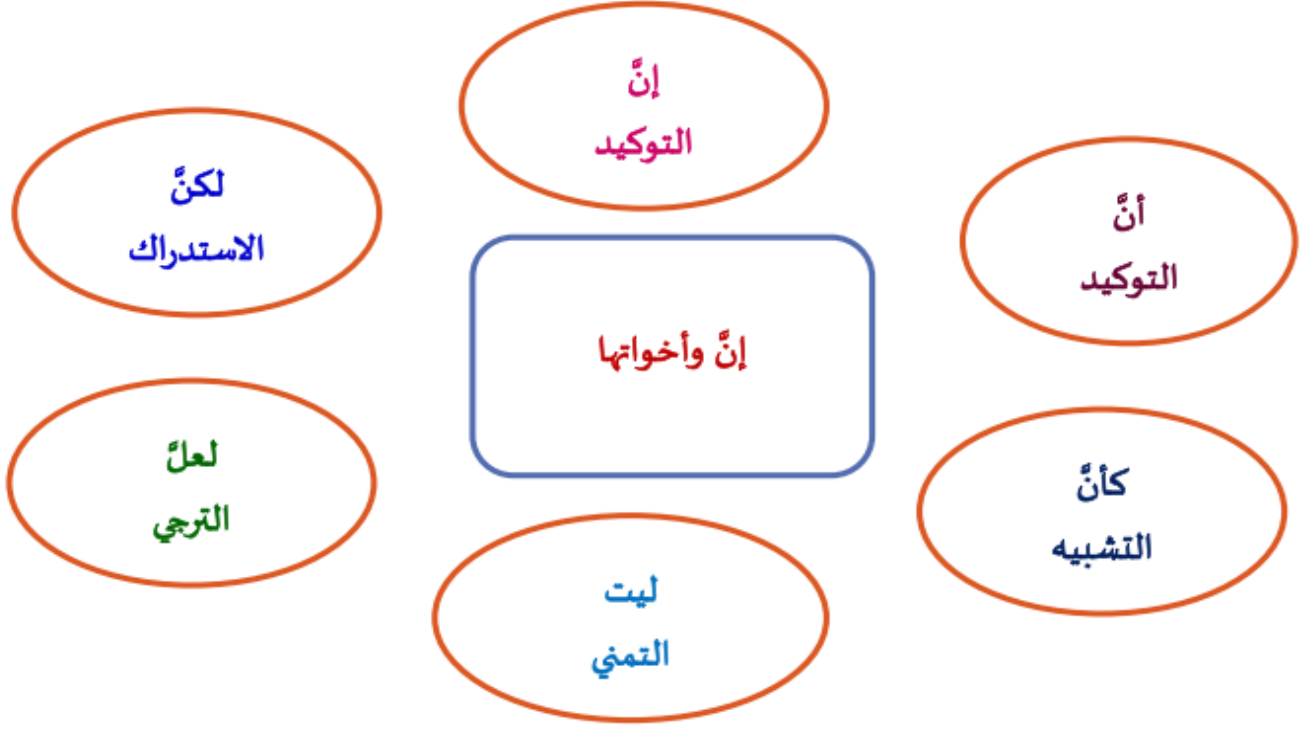 إنَّ
التوكيد
أنَّ
التوكيد
لكنَّ
الاستدراك
إنَّ وأخواتها
كأنَّ
التشبيه
لعلَّ
الترجي
ليت
التمني